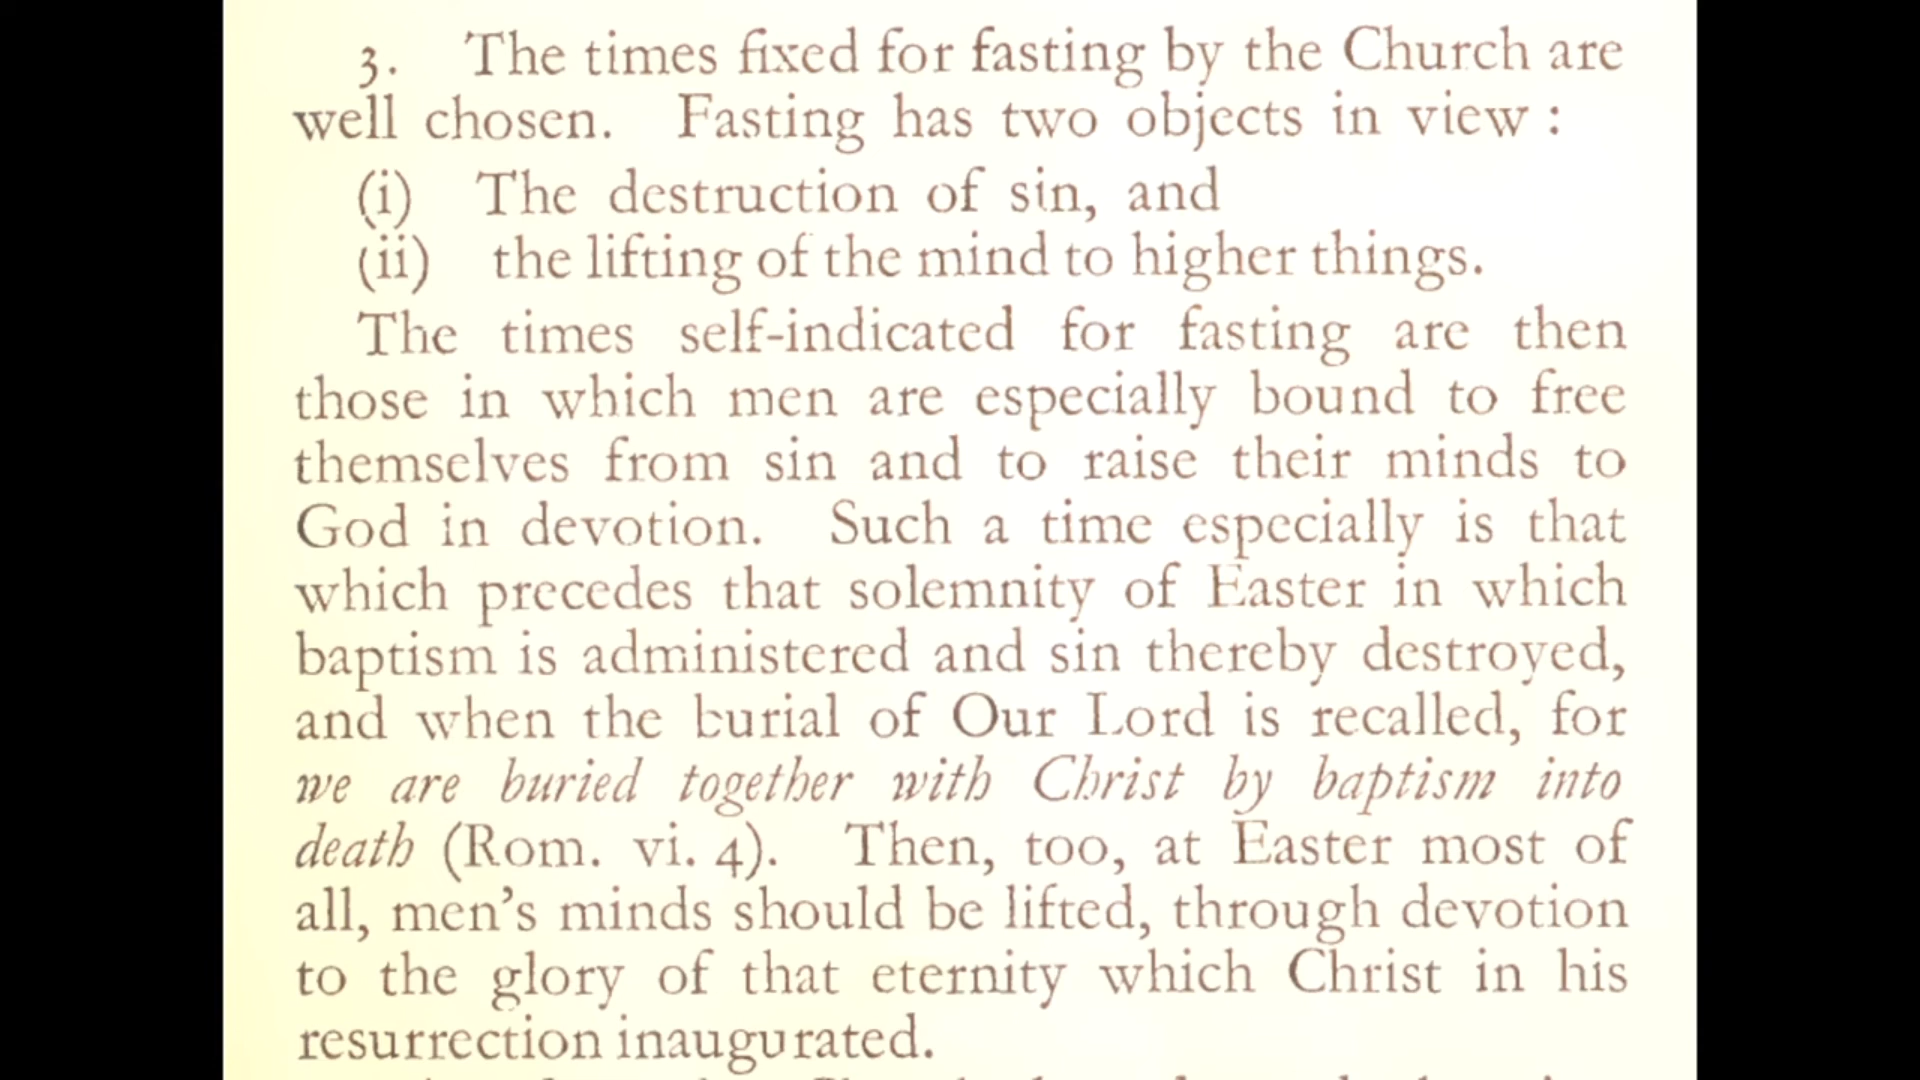 3. The times fixed for fasting by the Church are
well chosen. Fasting has two objects in view :
(i) The destruction of sin, and
(ii) the lifting of the mind to higher things.
The times self-indicated for fasting are then
those in which men are especially bound to free
themselves from sin and to raise their minds to
God in devotion. Such a time especially is that
which precedes that solemnity of Easter in which
baptism is administered and sin thereby destroyed,
and when the burial of Our Lord is recalled, for
we are buried together with Christ by baptism into
death (Rom. vi. 4). Then, too, at Easter most of
all, men's minds should be lifted, through devotion
to the glory of that eternity which Christ in his
resurrection inaugurated.